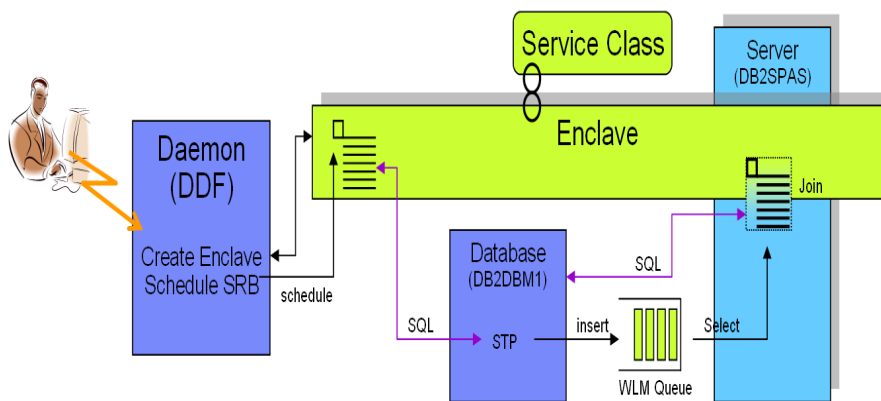 Service Class
Server
(DB2SPAS)
Enclave
Daemon
(DDF)
Create Enclave
Schedule SRB
schedule
Join
Database
(DB2DBM1)
SQL
SQL
STP
insert
Select
WLM Queue